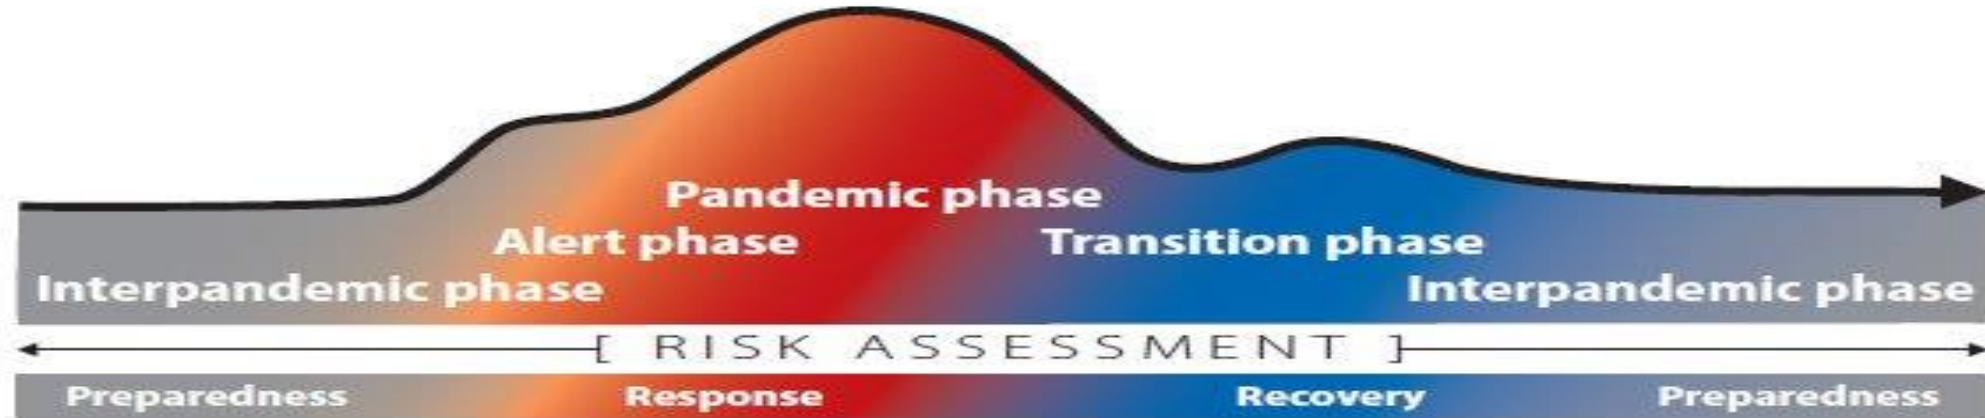 Pandemic phase
Alert phase Transition phase
Interpandemic phase Interpandemic phase
[ RISK ASSESSMENT ]
Preparedness Response Recovery Preparedness